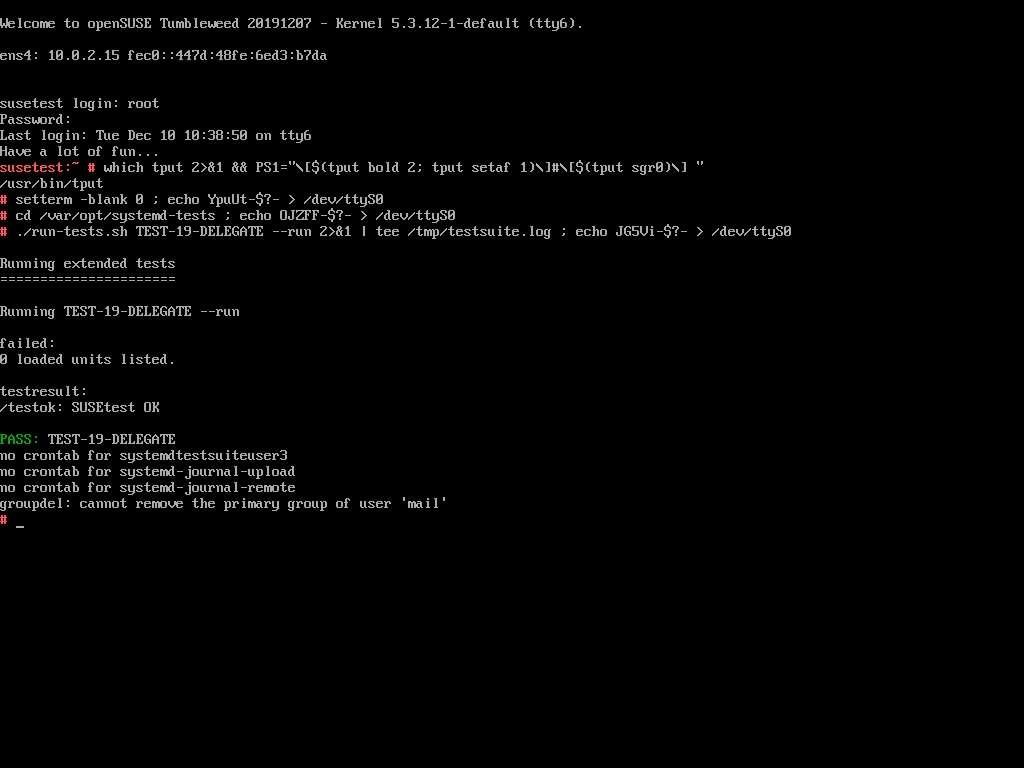 Welcome to openSUSE Tumbleweed 20191207 - Kernel 5.3.12-1-default (tty6).
ens4: 10.0.2.15 fec0::447d:48fe:6ed3:b7da
susetest login: root
Password:
Last login: Tue Dec 10 10:38:50 on tty6
Have a lot of fun...
susetest:~ # which tput 2>&1 && PS1="\[$(tput bold 2; tput setaf 1)\]#\[$(tput sgr0)\] "
/usr/bin/tput
# setterm -blank 0 ; echo YpuUt-$?- > /dev/ttyS0
# cd /var/opt/systemd-tests ; echo OJZFF-$?- > /dev/ttyS0
# ./run-tests.sh TEST-19-DELEGATE --run 2>&1 | tee /tmp/testsuite.log ; echo JG5Vi-$?- > /dev/ttyS0
Running extended tests
======================
Running TEST-19-DELEGATE --run
failed:
0 loaded units listed.
testresult:
/testok: SUSEtest OK
PASS: TEST-19-DELEGATE
no crontab for systemdtestsuiteuser3
no crontab for systemd-journal-upload
no crontab for systemd-journal-remote
groupdel: cannot remove the primary group of user 'mail'
# _